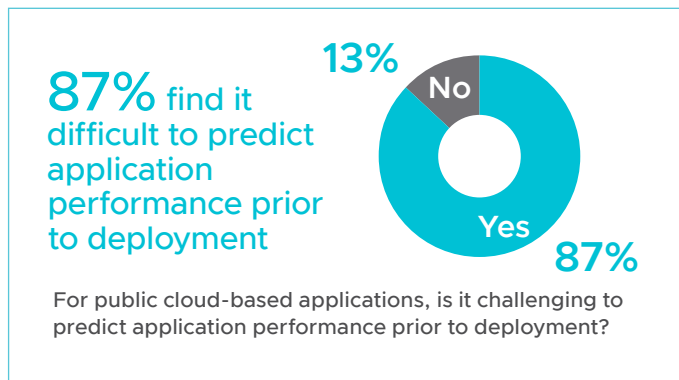 87% find it
difficult to predict
application
performance prior
to deployment
13%
No
Yes
87%
For public cloud-based applications, is it challenging to
predict application performance prior to deployment?